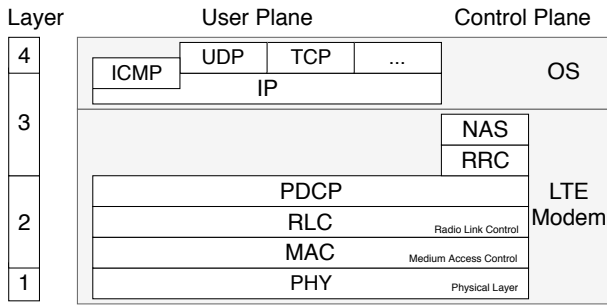 Layer User Plane Control Plane
4 UDP TCP ... OS
ICMP
IP
3 NAS
RRC
PDCP LTE
2 RLC Radio Link Control Modem
MAC Medium Access Control
1 PHY Physical Layer